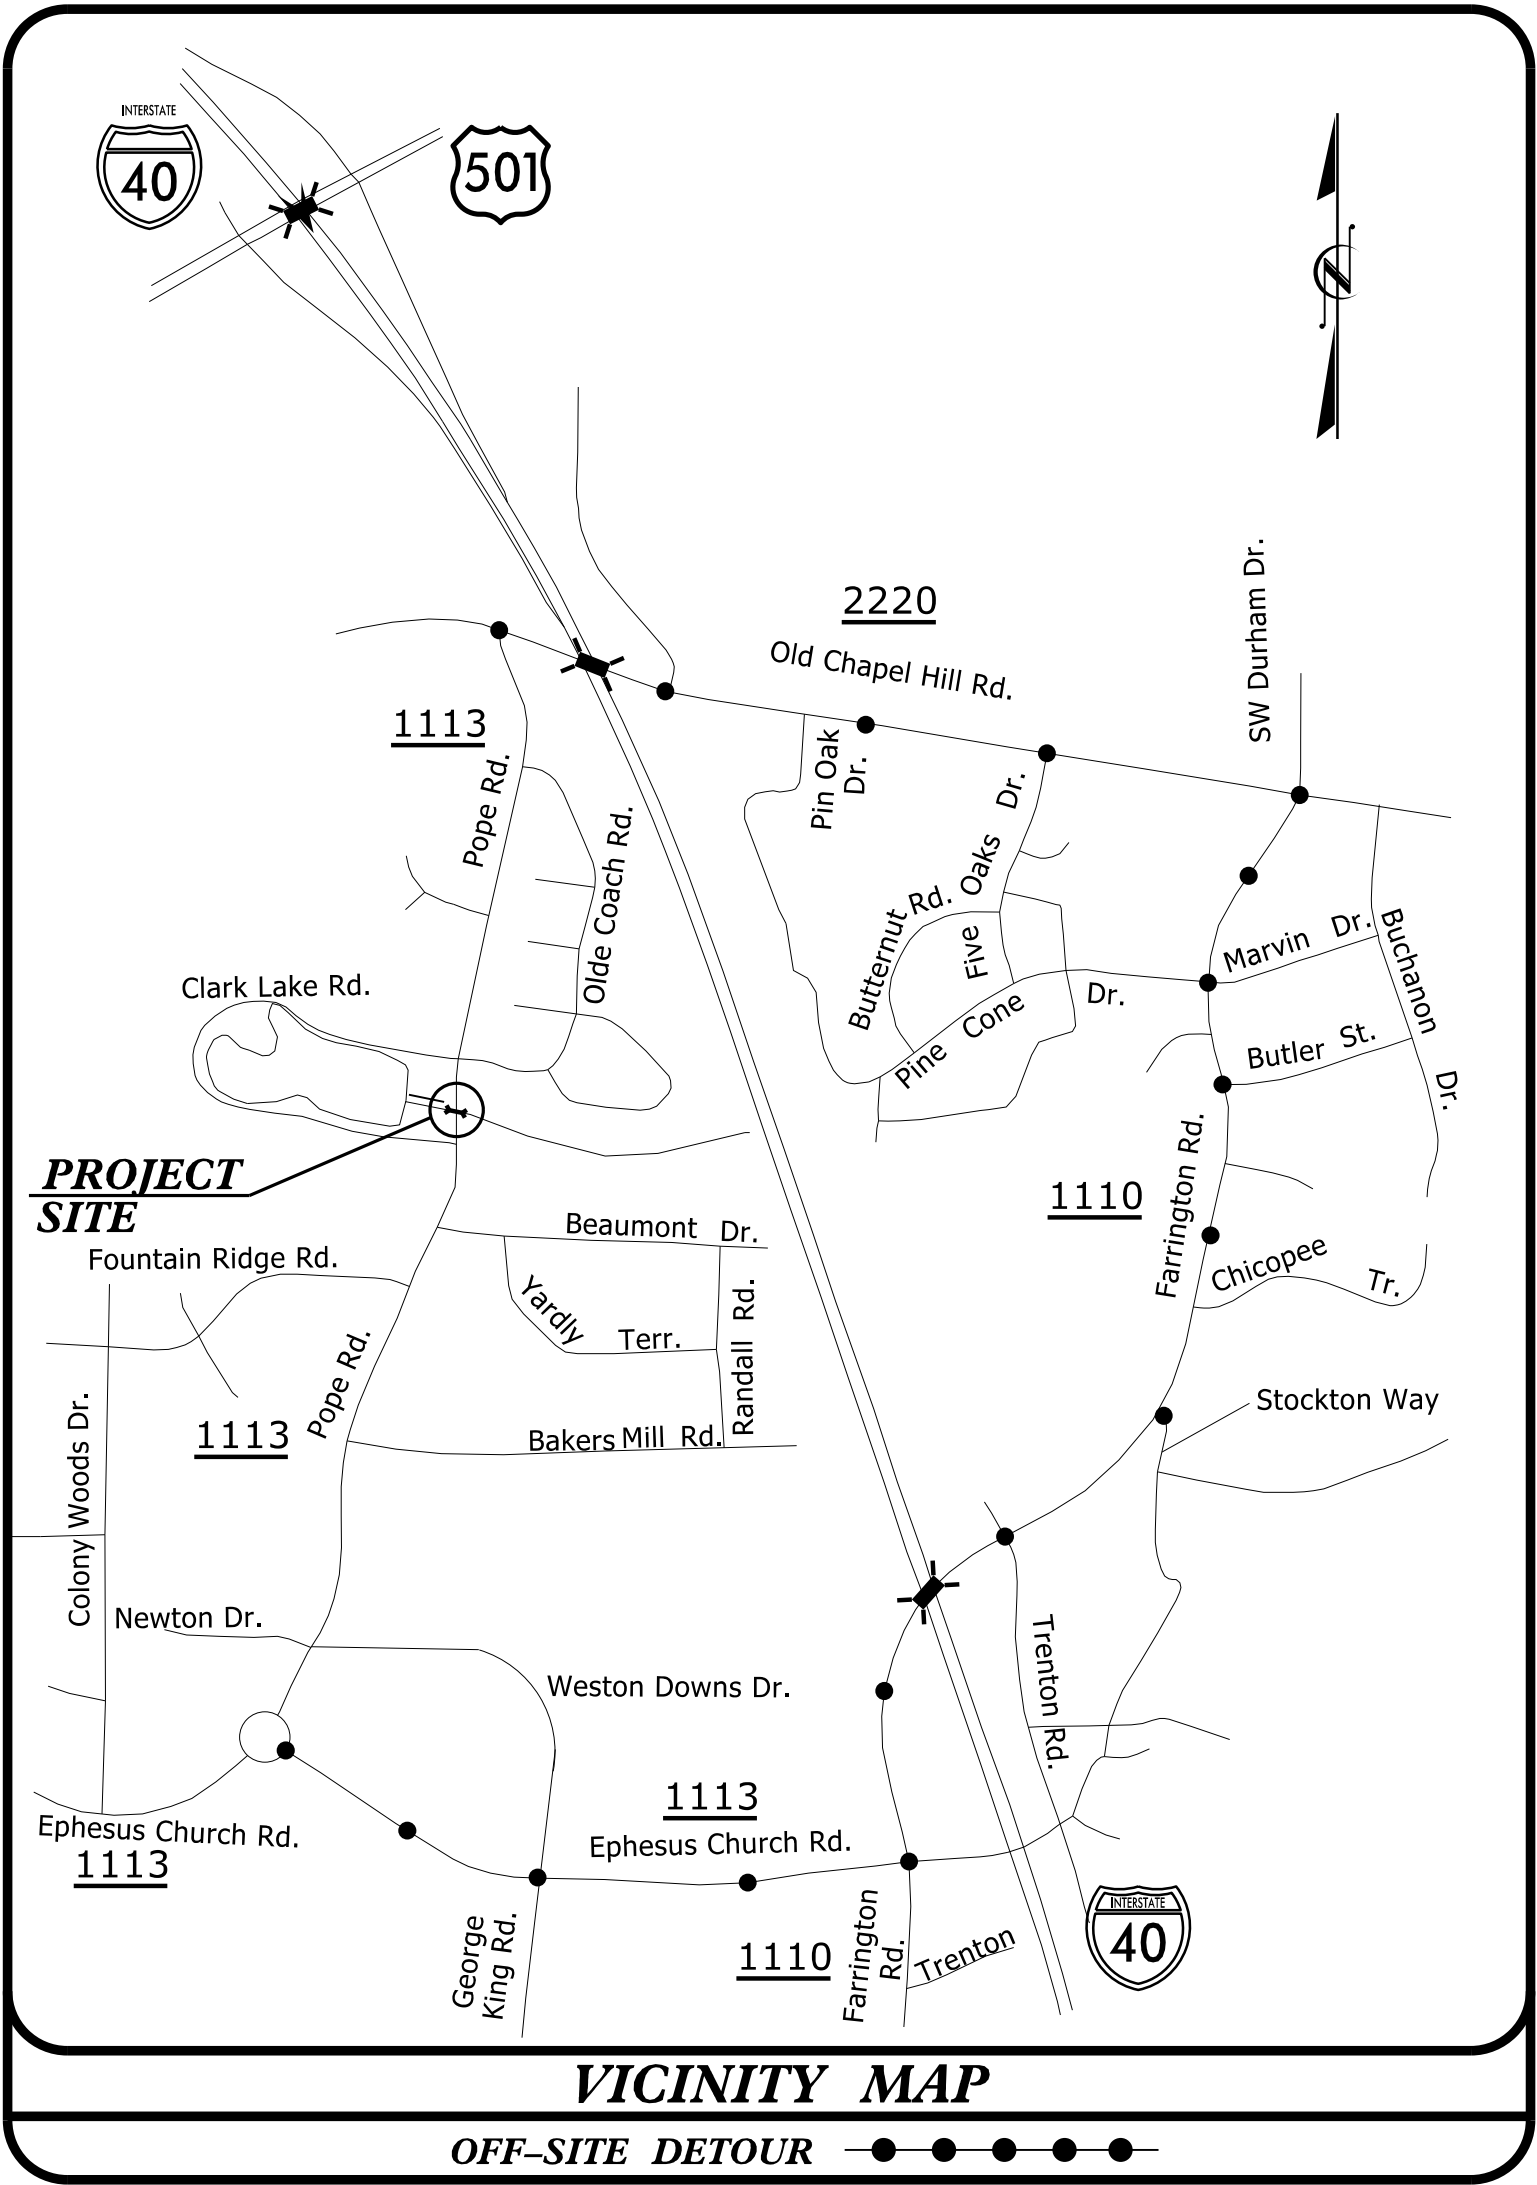 INTERSTATE
40
501
N
2220
Old Chapel Hill Rd.
SW Durham Dr.
1113
Pope Rd.
Pin Oak
Dr.
Five Oaks Dr.
Olde Coach Rd.
Butternut Rd.
Marvin Dr.
Buchanon Dr.
Clark Lake Rd.
Pine Cone Dr.
Butler St.
PROJECT
SITE
1110
Farrington Rd.
Beaumont Dr.
Fountain Ridge Rd.
Chicopee Tr.
Yardly Terr.
Randall Rd.
Pope Rd.
1113
Stockton Way
Bakers Mill Rd.
Colony Woods Dr.
Newton Dr.
Trenton Rd.
Weston Downs Dr.
1113
Ephesus Church Rd.
Ephesus Church Rd.
1113
George
King Rd.
1110
Farrington
Rd.
Trenton
INTERSTATE
40
VICINITY MAP
OFF-SITE DETOUR